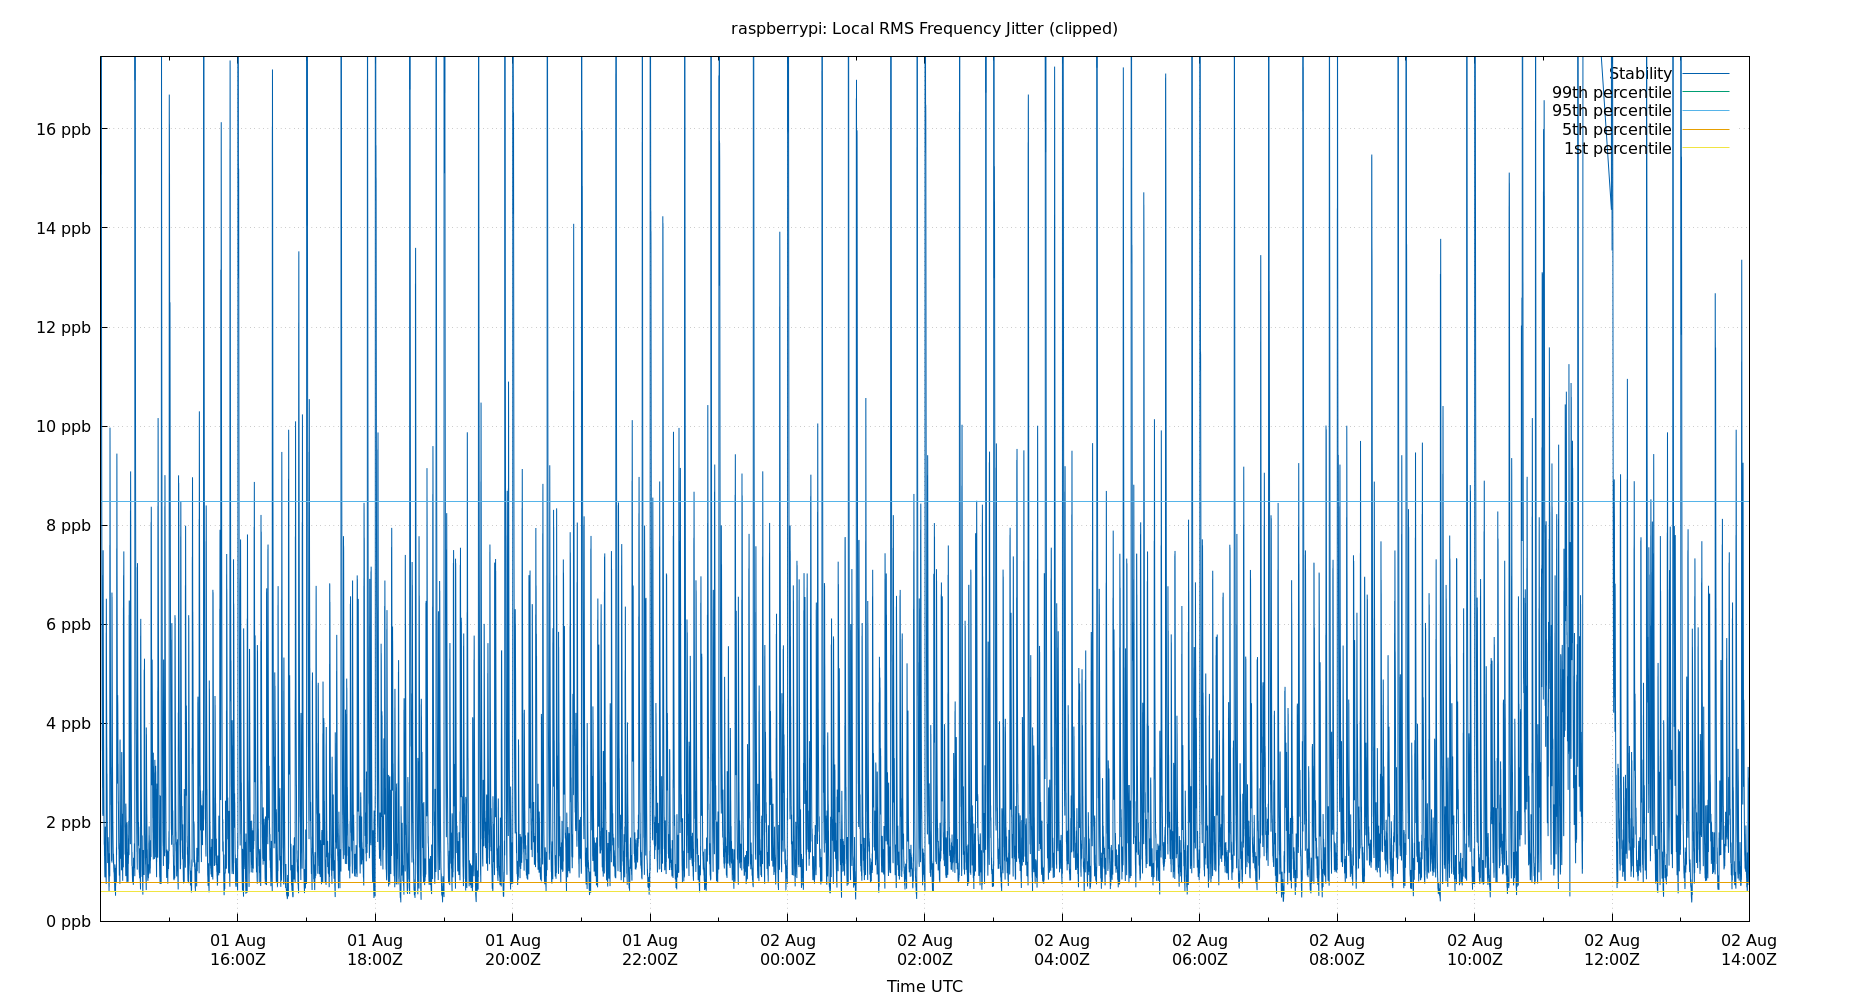 raspberrypi: Local RMS Frequency Jitter (clipped)
Stability
99th percentile
95th percentile
5th percentile
1st percentile
16 ppb
14 ppb
12 ppb
10 ppb
8 ppb
6 ppb
4 ppb
2 ppb
0 ppb
01 Aug 01 Aug 01 Aug 01 Aug 02 Aug 02 Aug 02 Aug 02 Aug 02 Aug 02 Aug 02 Aug 02 Aug
16:00Z 18:00Z 20:00Z 22:00Z 00:00Z 02:00Z 04:00Z 06:00Z 08:00Z 10:00Z 12:00Z 14:00Z
Time UTC